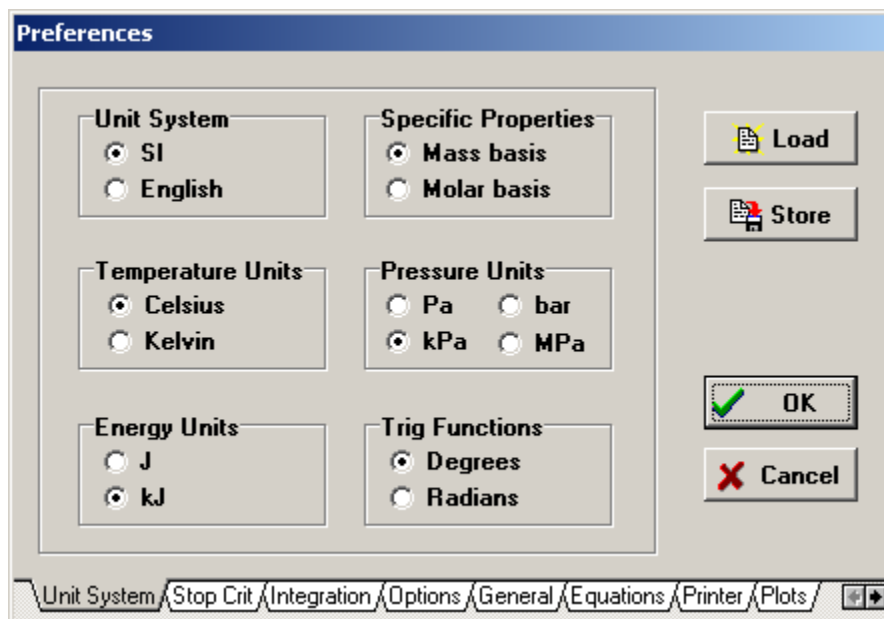 Preferences
Unit System
SI
English
Specific Properties
Mass basis
Molar basis
Load
Store
Temperature Units
Celsius
Kelvin
Pressure Units
Pa
bar
kPa
MPa
Energy Units
J
kJ
Trig Functions
Degrees
Radians
OK
Cancel
Unit System Stop Crit Integration Options General Equations Printer Plots